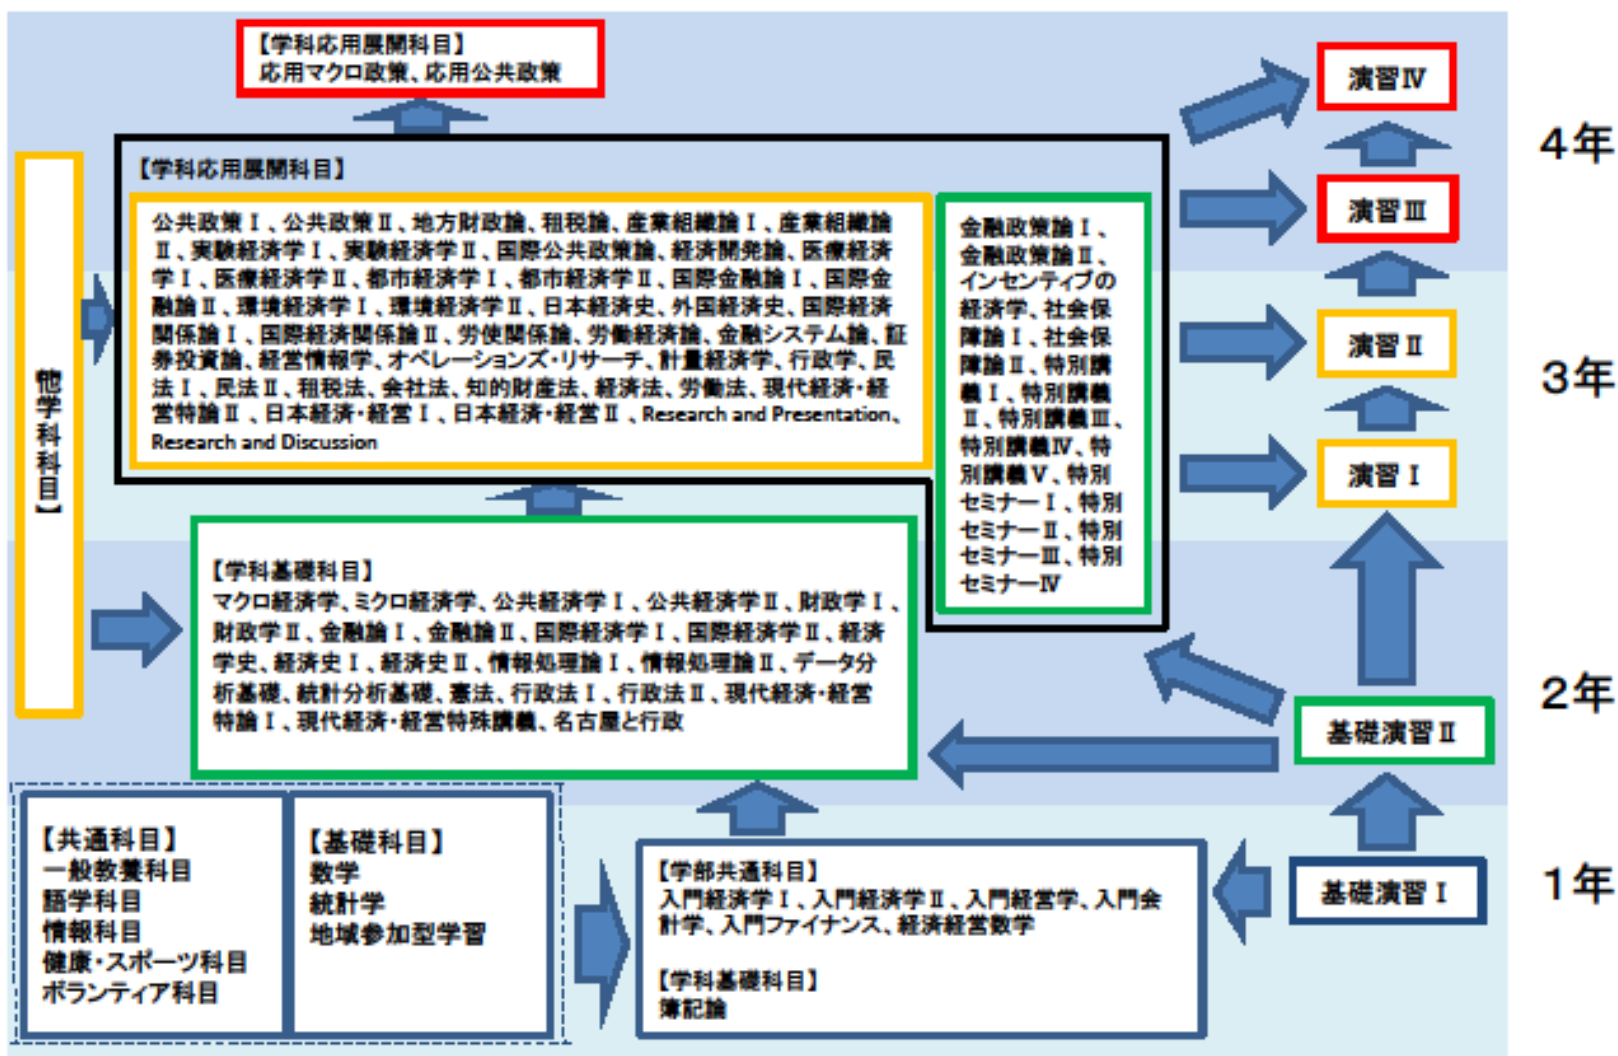 【学科応用展開科目】
応用マクロ政策、応用公共政策
演習Ⅳ
4年
【学科応用展開科目】
公共政策Ⅰ、公共政策Ⅱ、地方財政論、租税論、産業組織論Ⅰ、産業組織論
Ⅱ、実験経済学Ⅰ、実験経済学Ⅱ、国際公共政策論、経済開発論、医療経済
学Ⅰ、医療経済学Ⅱ、都市経済学Ⅰ、都市経済学Ⅱ、国際金融論Ⅰ、国際金
融論Ⅱ、環境経済学Ⅰ、環境経済学Ⅱ、日本経済史、外国経済史、国際経済
関係論Ⅰ、国際経済関係論Ⅱ、労使関係論、労働経済論、金融システム論、証
券投資論、経営情報学、オペレーションズ・リサーチ、計量経済学、行政学、民
法Ⅰ、民法Ⅱ、租税法、会社法、知的財産法、経済法、労働法、現代経済・経
営特論Ⅱ、日本経済・経営Ⅰ、日本経済・経営Ⅱ、Research and Presentation、
Research and Discussion
金融政策論Ⅰ、
金融政策論Ⅱ、
インセンティブの
経済学、社会保
障論Ⅰ、社会保
障論Ⅱ、特別講
義Ⅰ、特別講義
Ⅱ、特別講義Ⅲ、
特別講義Ⅳ、特
別講義Ⅴ、特別
セミナーⅠ、特別
セミナーⅡ、特別
セミナーⅢ、特別
セミナーⅣ
演習Ⅲ
演習Ⅱ
3年
演習Ⅰ
他学科科目】
【学科基礎科目】
マクロ経済学、ミクロ経済学、公共経済学Ⅰ、公共経済学Ⅱ、財政学Ⅰ、
財政学Ⅱ、金融論Ⅰ、金融論Ⅱ、国際経済学Ⅰ、国際経済学Ⅱ、経済
学史、経済史Ⅰ、経済史Ⅱ、情報処理論Ⅰ、情報処理論Ⅱ、データ分
析基礎、統計分析基礎、憲法、行政法Ⅰ、行政法Ⅱ、現代経済・経営
特論Ⅰ、現代経済・経営特殊講義、名古屋と行政
2年
基礎演習Ⅱ
【共通科目】
一般教養科目
語学科目
情報科目
健康・スポーツ科目
ボランティア科目
【基礎科目】
数学
統計学
地域参加型学習
【学部共通科目】
入門経済学Ⅰ、入門経済学Ⅱ、入門経営学、入門会
計学、入門ファイナンス、経済経営数学
【学科基礎科目】
簿記論
基礎演習Ⅰ
1年